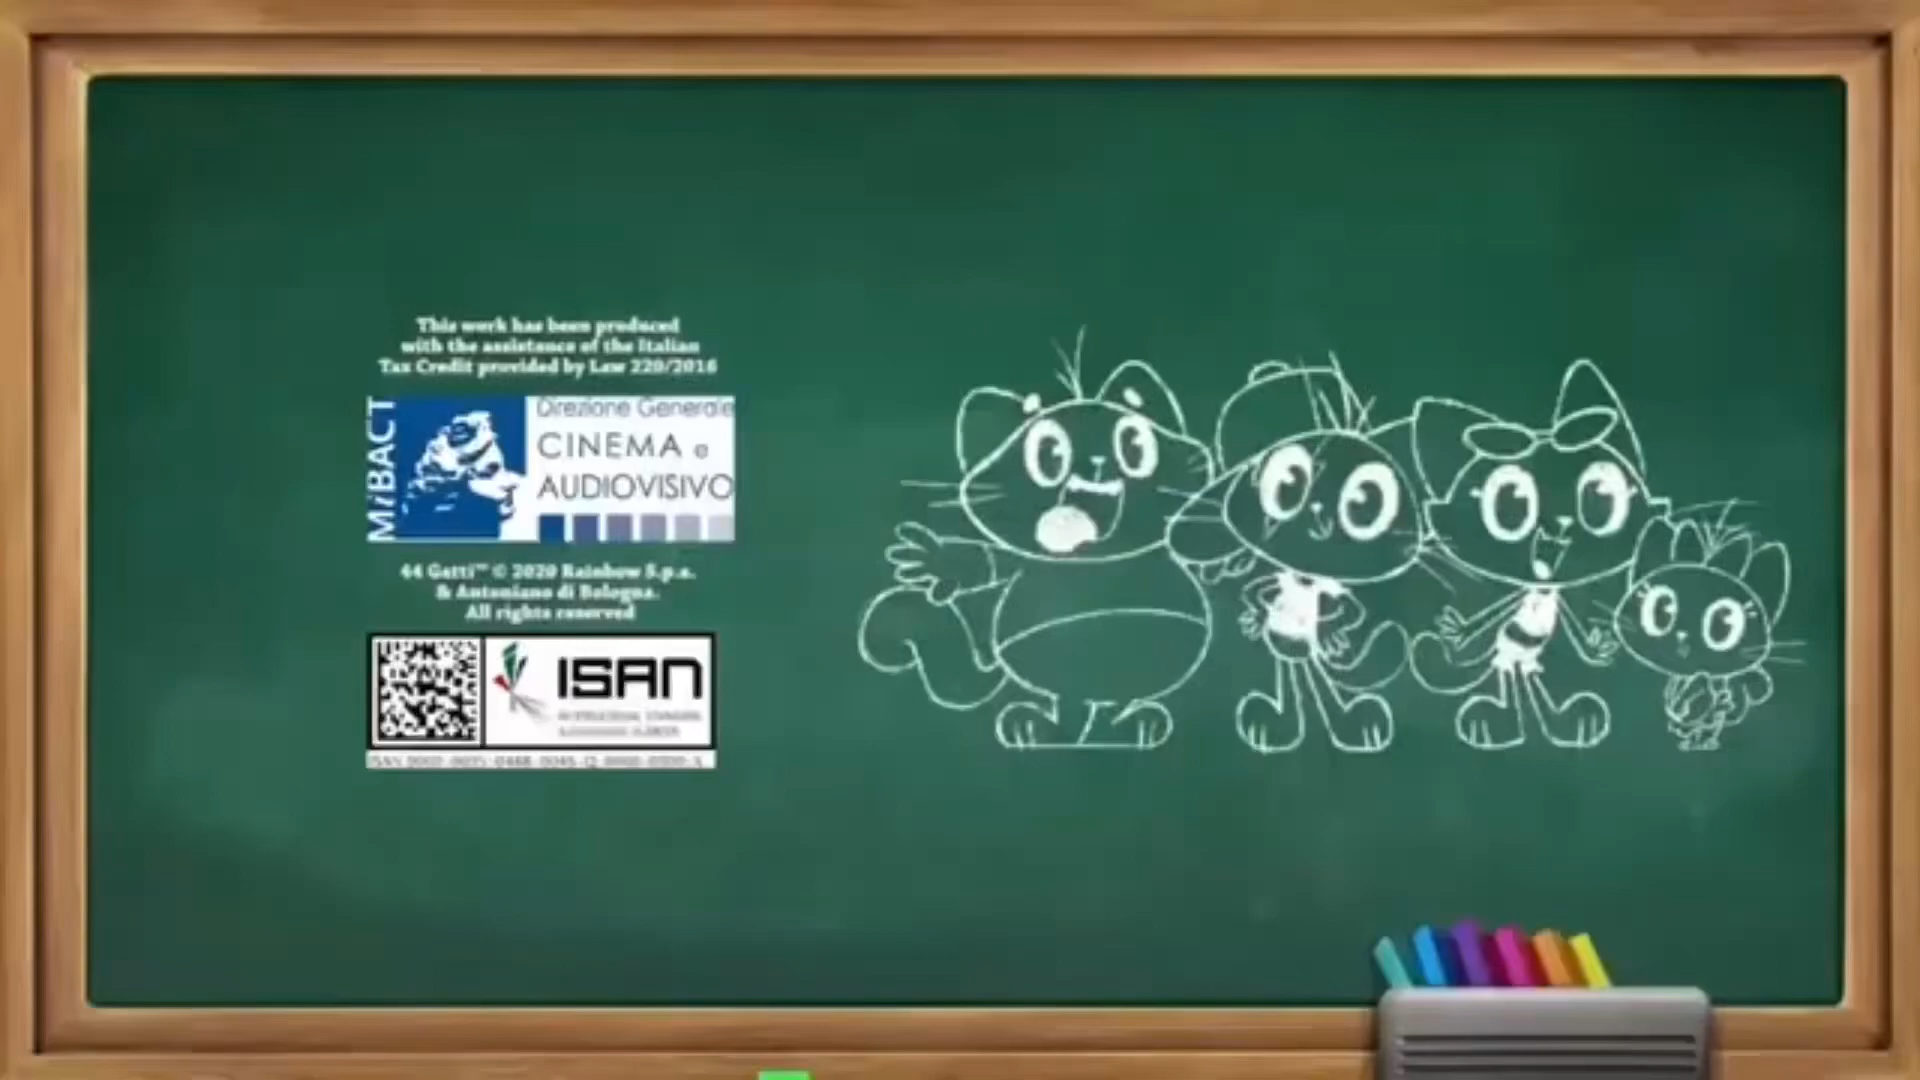 This work has been produced
with the assistance of the Italian
Tax Credit provided by Law 220/2016
MiBACT
Direzione Generale
CINEMA e
AUDIOVISIVO
44 Gatti™ © 2020 Rainbow S.p.a.
& Antoniano di Bologna.
All rights reserved
ISAN